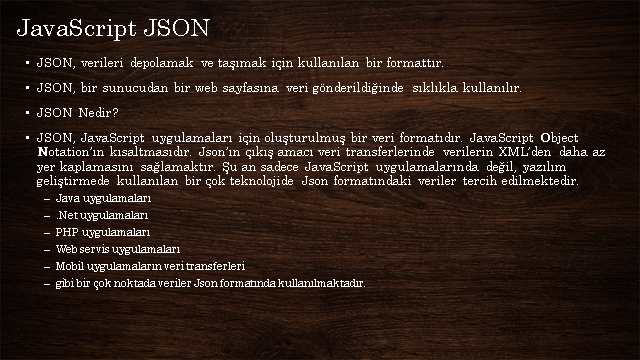 JavaScript JSON
• JSON, verileri depolamak ve taşımak için kullanılan bir formattır.
• JSON, bir sunucudan bir web sayfasına veri gönderildiğinde sıklıkla kullanılır.
• JSON Nedir?
• JSON, JavaScript uygulamaları için oluşturulmuş bir veri formatıdır. JavaScript Object
Notation’ın kısaltmasıdır. Json’ın çıkış amacı veri transferlerinde verilerin XML’den daha az
yer kaplamasını sağlamaktır. Şu an sadece JavaScript uygulamalarında değil, yazılım
geliştirmede kullanılan bir çok teknolojide Json formatındaki veriler tercih edilmektedir.
– Java uygulamaları
– .Net uygulamaları
– PHP uygulamaları
– Web servis uygulamaları
– Mobil uygulamaların veri transferleri
– gibi bir çok noktada veriler Json formatında kullanılmaktadır.